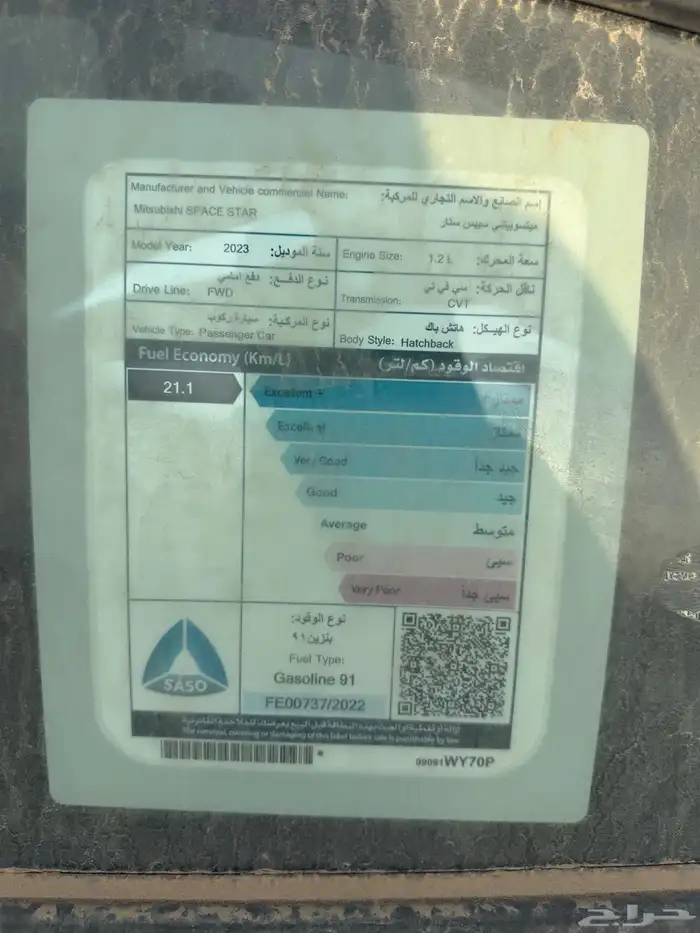 Manufacturer and Vehicle commercial Name: إسم الصانع والاسم التجاري للمركبة:
Mitsubishi SPACE STAR ميتسوبيشي سبيس ستار
Model Year: 2023 سنة الموديل:
Engine Size: 1.2 L سعة المحرك:
Drive Line: FWD نوع الدفع: دفع امامي
Transmission: CVT ناقل الحركة: سي في تي
Vehicle Type: Passenger Car نوع المركبة: سيارة ركوب
Body Style: Hatchback نوع الهيكل: هاتش باك
Fuel Economy (Km/L) اقتصاد الوقود (كم/لتر)
21.1
Excellent + ممتاز+
Excellent ممتاز
Very Good جيد جداً
Good جيد
Average متوسط
Poor سيئ
Very Poor سيئ جداً
SASO
نوع الوقود:
بنزين ٩١
Fuel Type:
Gasoline 91
FE00737/2022
The removal, covering or damaging of this label before sale is punishable by law
09091WY70P
حراج